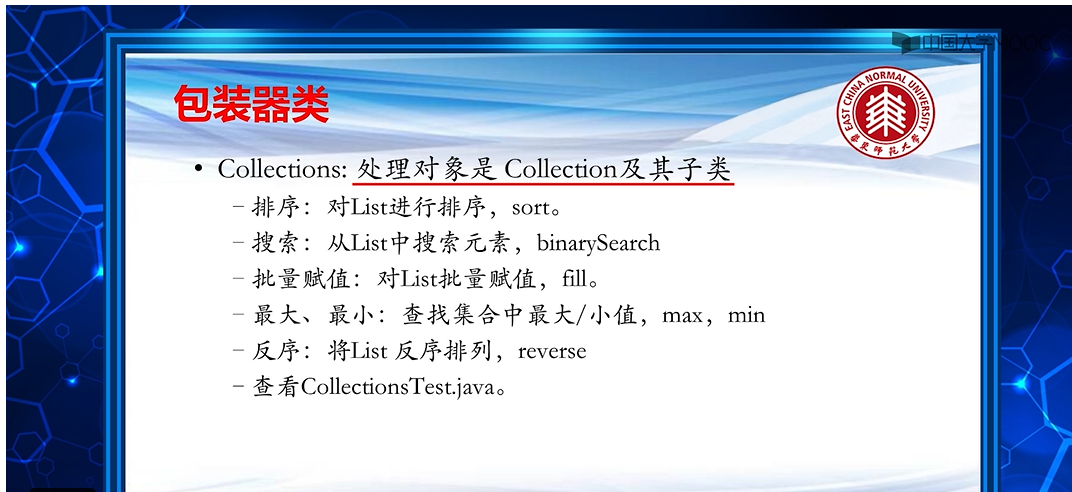 中国大学MOOC
包装器类
EAST CHINA NORMAL UNIVERSITY
华东师范大学
• Collections: 处理对象是 Collection及其子类
– 排序：对List进行排序，sort。
– 搜索：从List中搜索元素，binarySearch
– 批量赋值：对List批量赋值，fill。
– 最大、最小：查找集合中最大/小值，max，min
– 反序：将List 反序排列，reverse
– 查看CollectionsTest.java。